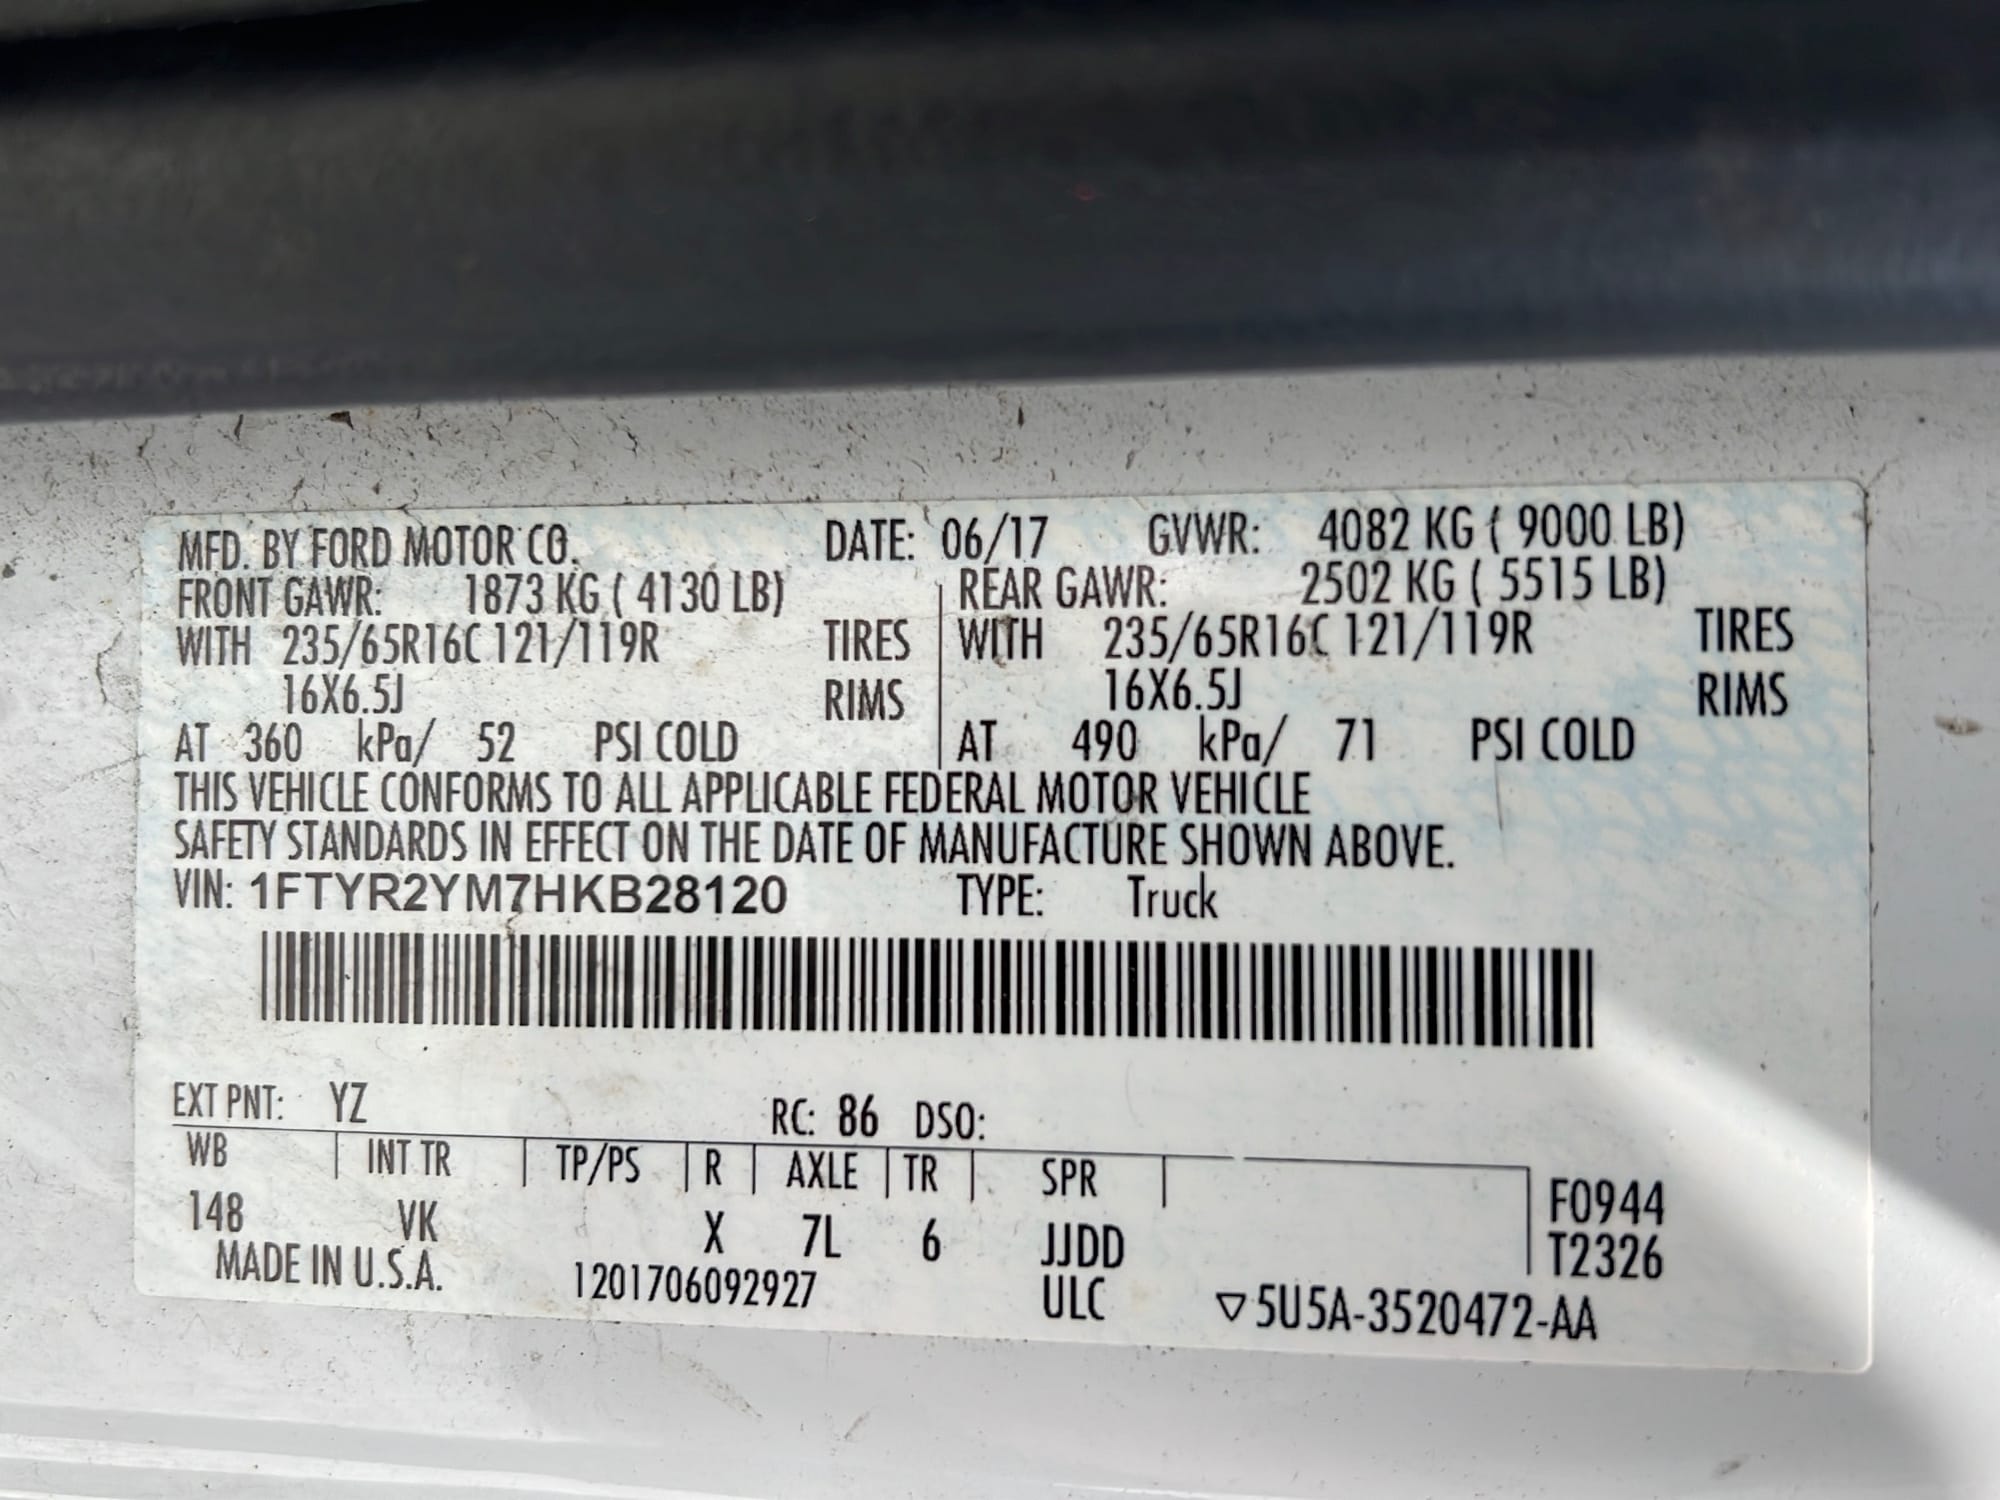 MFD. BY FORD MOTOR CO. DATE: 06/17 GVWR: 4082 KG ( 9000 LB)
FRONT GAWR: 1873 KG ( 4130 LB) REAR GAWR: 2502 KG ( 5515 LB)
WITH 235/65R16C 121/119R TIRES WITH 235/65R16C 121/119R TIRES
16X6.5J RIMS 16X6.5J RIMS
AT 360 kPa/ 52 PSI COLD AT 490 kPa/ 71 PSI COLD
THIS VEHICLE CONFORMS TO ALL APPLICABLE FEDERAL MOTOR VEHICLE
SAFETY STANDARDS IN EFFECT ON THE DATE OF MANUFACTURE SHOWN ABOVE.
VIN: 1FTYR2YM7HKB28120 TYPE: Truck
EXT PNT: YZ RC: 86 DSO:
WB INT TR TP/PS R AXLE TR SPR F0944
148 VK X 7L 6 JJDD T2326
MADE IN U.S.A. 1201706092927 ULC ▽5U5A-3520472-AA